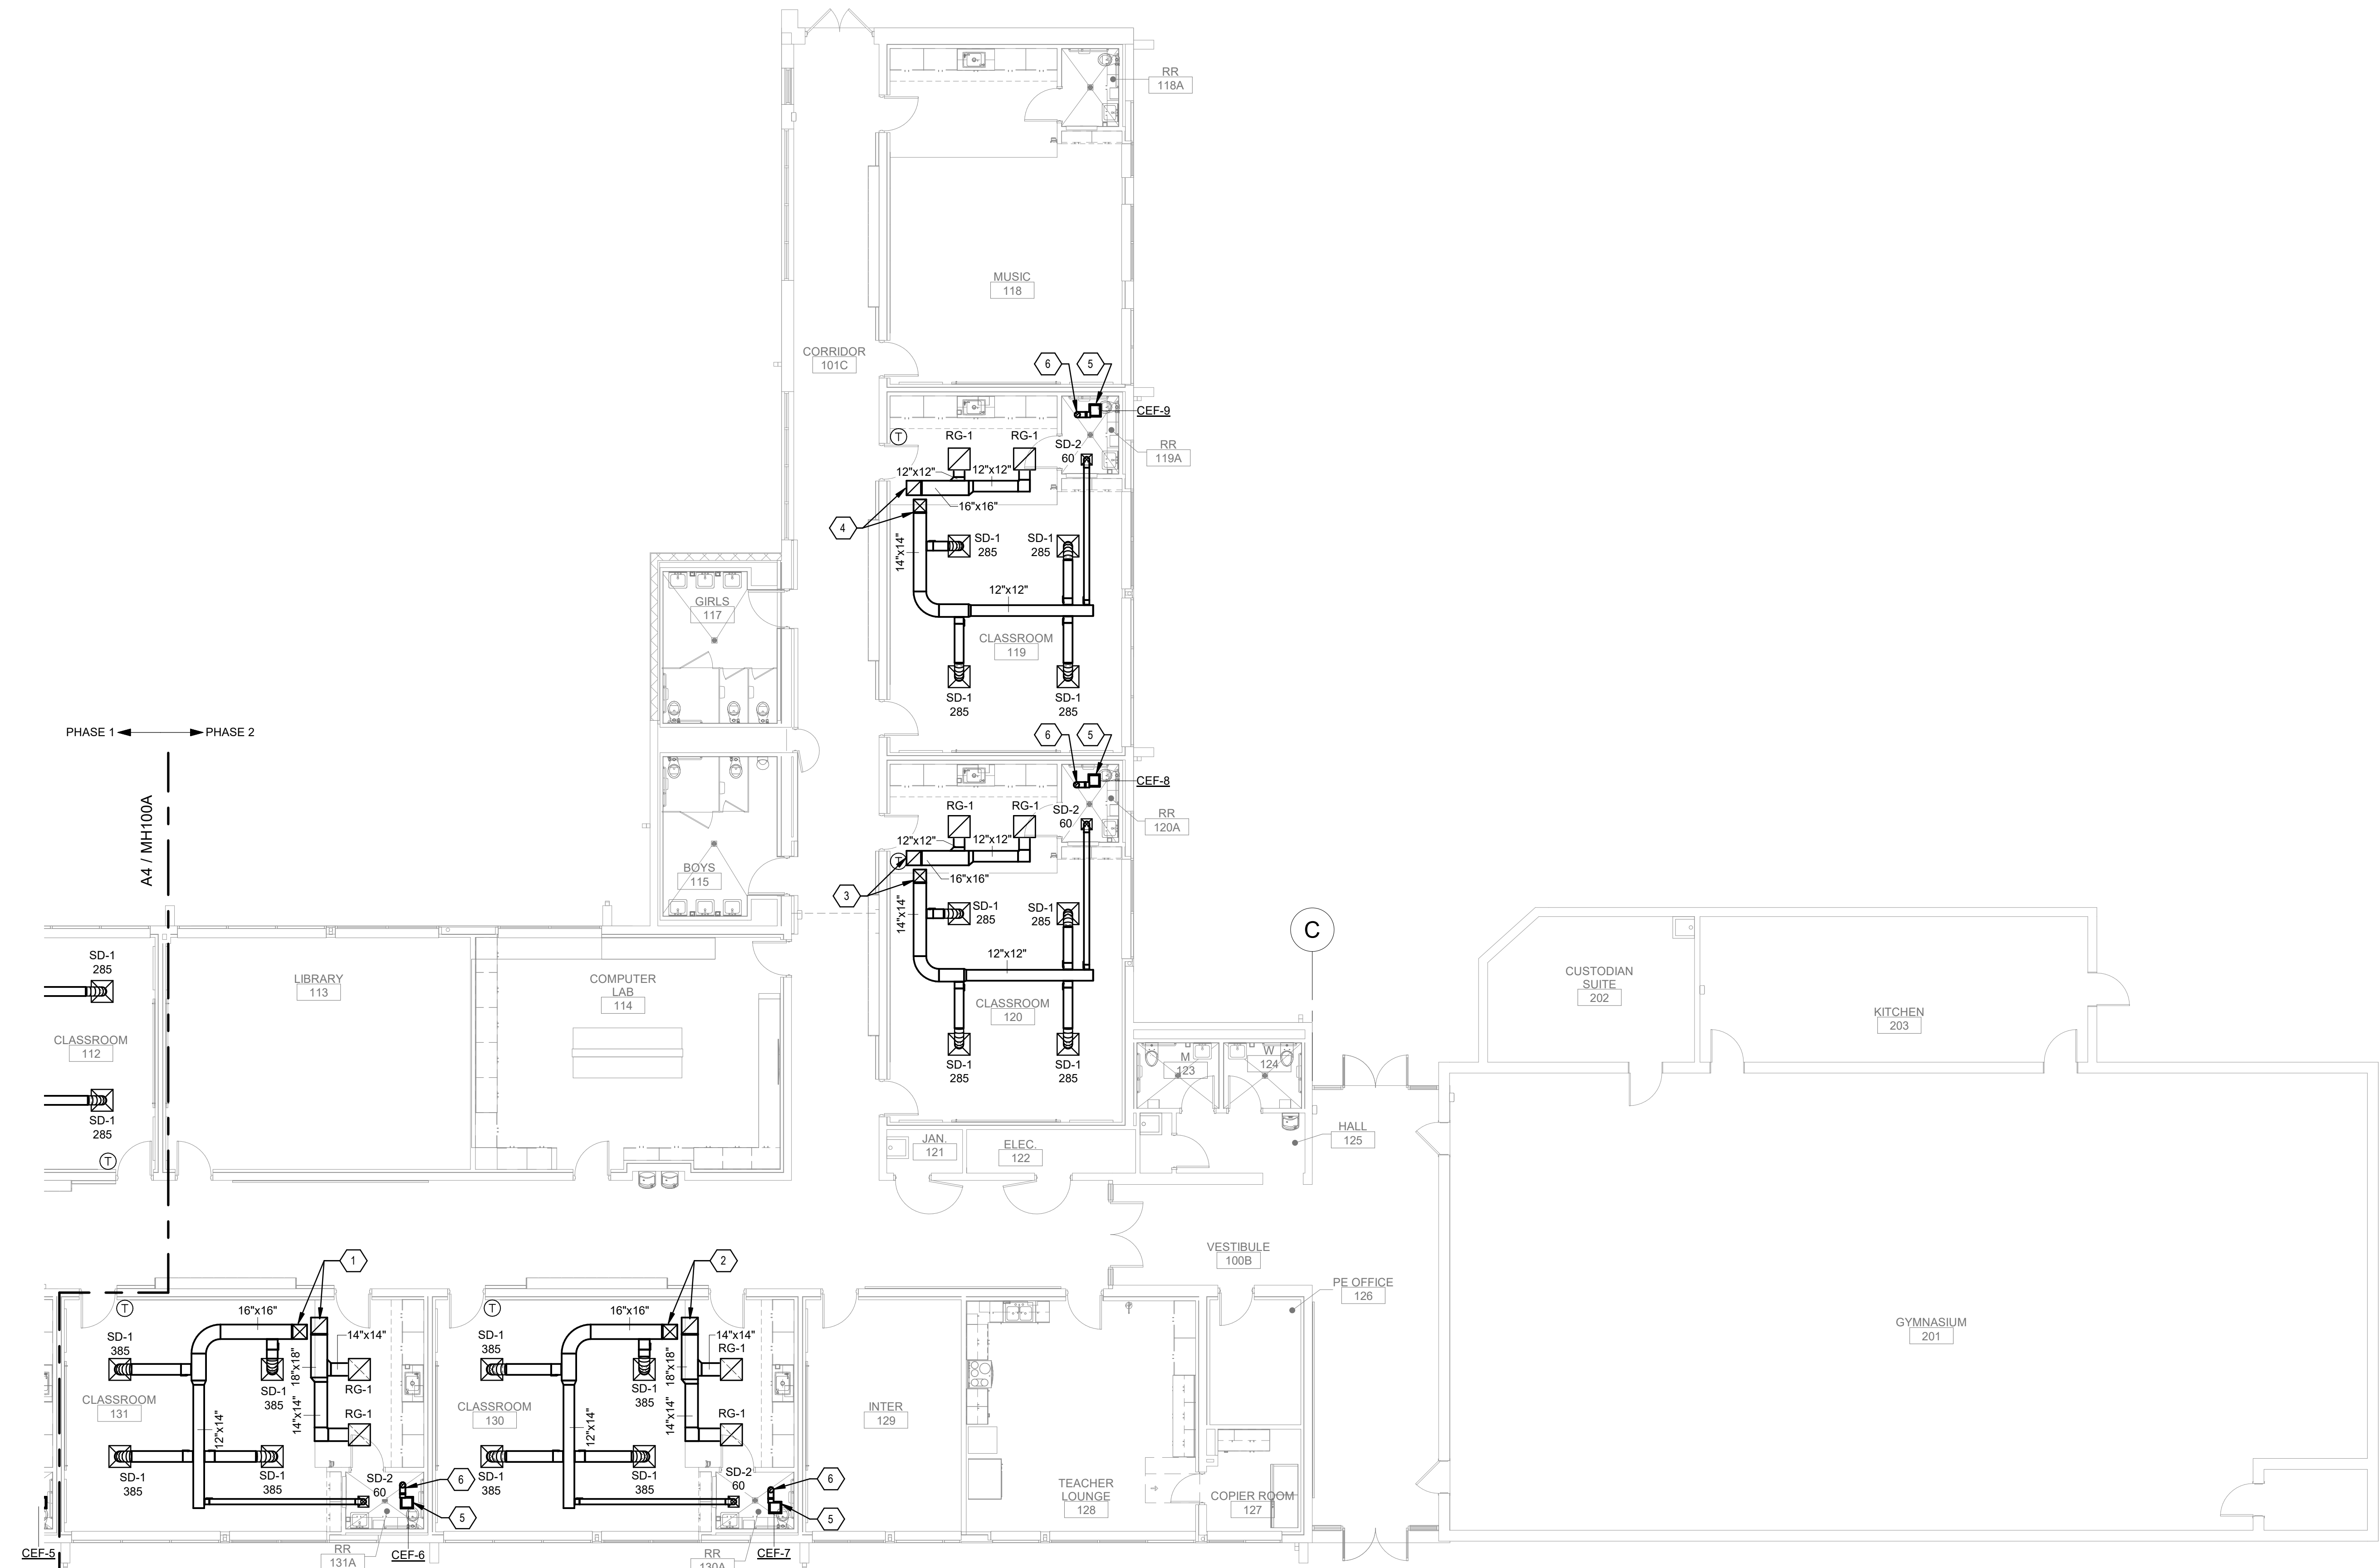 RR
118A
MUSIC
118
CORRIDOR
101C
6
5
CEF-9
RG-1
RG-1
T
SD-2
60
RR
119A
12"x12"
12"x12"
16"x16"
4
14"x14"
SD-1
285
SD-1
285
12"x12"
GIRLS
117
CLASSROOM
119
SD-1
285
SD-1
285
PHASE 1
PHASE 2
6
5
CEF-8
A4 / MH100A
RG-1
RG-1
SD-2
60
RR
120A
12"x12"
12"x12"
T
16"x16"
BOYS
115
3
14"x14"
SD-1
285
SD-1
285
C
12"x12"
SD-1
285
LIBRARY
113
COMPUTER
LAB
114
CLASSROOM
120
CUSTODIAN
SUITE
202
KITCHEN
203
CLASSROOM
112
SD-1
285
SD-1
285
M
123
W
124
SD-1
285
T
JAN.
121
ELEC.
122
HALL
125
1
2
VESTIBULE
100B
PE OFFICE
126
T
16"x16"
T
16"x16"
GYMNASIUM
201
SD-1
385
14"x14"
SD-1
385
14"x14"
RG-1
18"x18"
18"x18"
SD-1
385
RG-1
SD-1
385
CLASSROOM
131
CLASSROOM
130
INTER
129
14"x14"
RG-1
14"x14"
RG-1
12"x14"
12"x14"
SD-1
385
SD-1
385
SD-2
60
6
SD-1
385
SD-1
385
SD-2
60
6
TEACHER
LOUNGE
128
COPIER ROOM
127
5
5
CEF-5
RR
131A
CEF-6
RR
130A
CEF-7